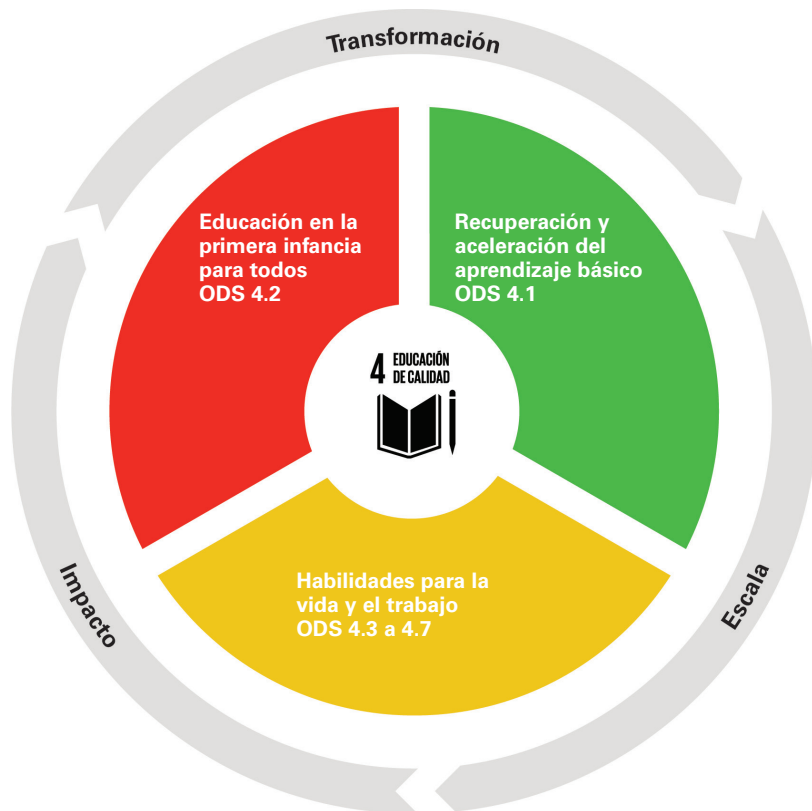 Transformación
Educación en la
primera infancia
para todos
ODS 4.2
Recuperación y
aceleración del
aprendizaje básico
ODS 4.1
4 EDUCACIÓN
DE CALIDAD
Habilidades para la
vida y el trabajo
ODS 4.3 a 4.7
Impacto
Escala